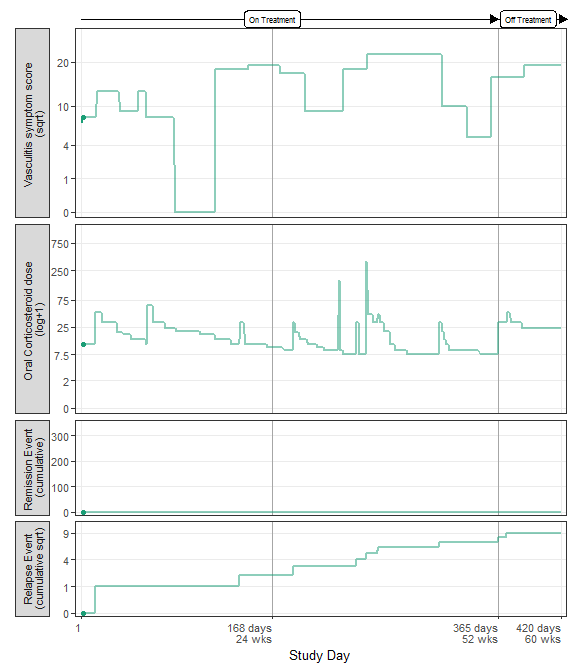 On Treatment
Off Treatment
Vasculitis symptom score
(sqrt)
20
10
4
1
0
Oral Corticosteroid dose
(log+1)
750
250
75
25
7.5
2
0
Remission Event
(cumulative)
300
200
100
0
Relapse Event
(cumulative sqrt)
9
4
1
0
1
168 days
24 wks
365 days
52 wks
420 days
60 wks
Study Day